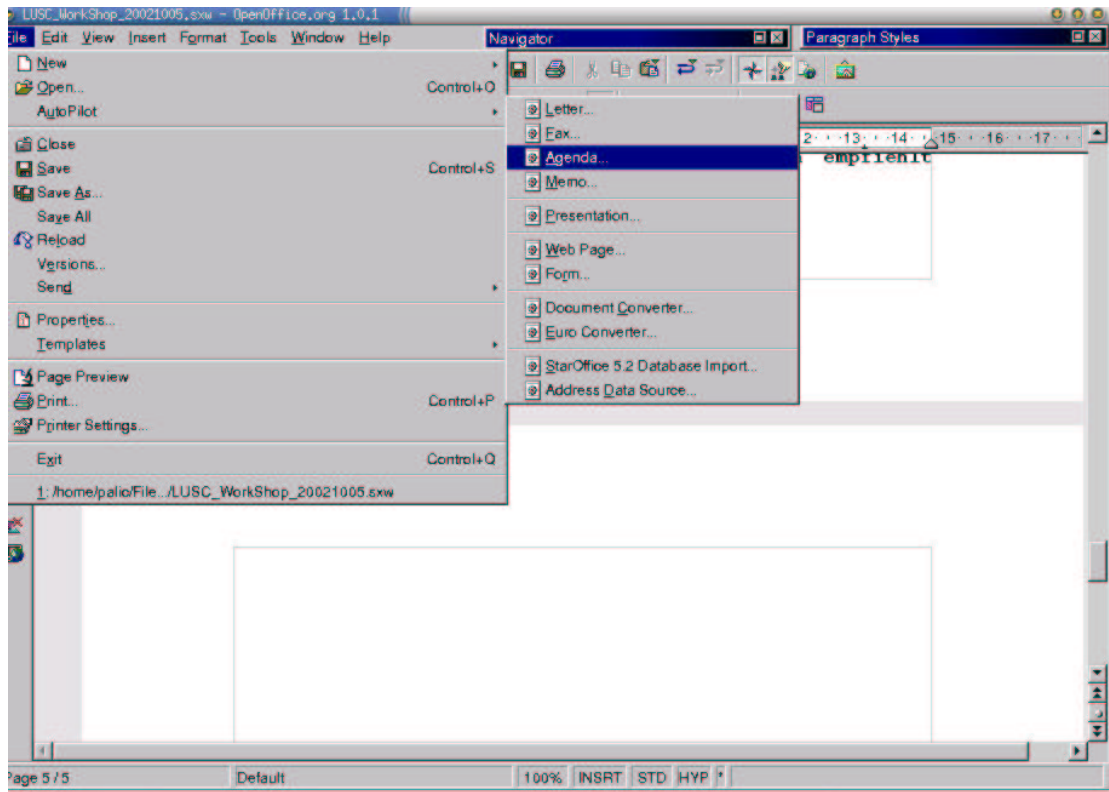 LUSC_WorkShop_20021005.sxw - OpenOffice.org 1.0.1
File Edit View Insert Format Tools Window Help
Navigator
Paragraph Styles
New
Open... Control+O
AutoPilot
Close
Save Control+S
Save As...
Save All
Reload
Versions...
Send
Properties...
Templates
Page Preview
Print... Control+P
Printer Settings...
Exit Control+Q
1: /home/palio/File.../LUSC_WorkShop_20021005.sxw
Letter...
Fax...
Agenda...
Memo...
Presentation...
Web Page...
Form...
Document Converter...
Euro Converter...
StarOffice 5.2 Database Import...
Address Data Source...
2 13 14 15 16 17
empfiehlt
Page 5 / 5 Default 100% INSRT STD HYP *